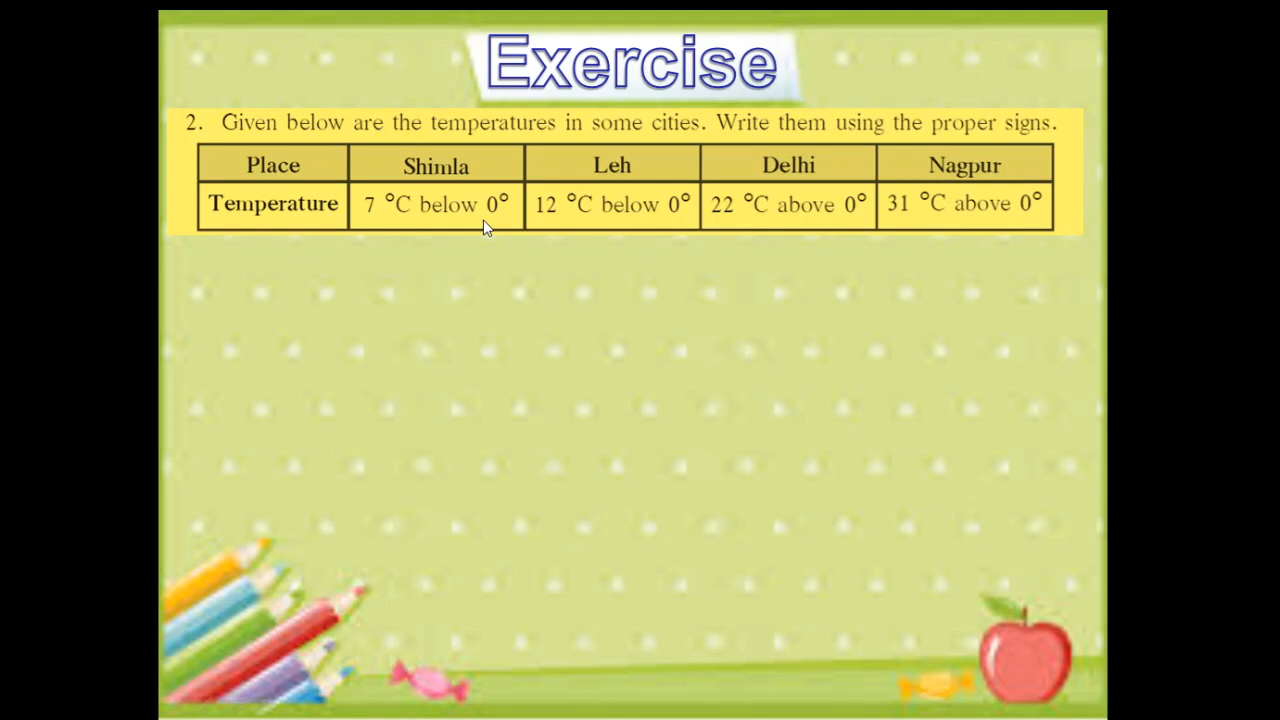 Exercise
2. Given below are the temperatures in some cities. Write them using the proper signs.
Place Shimla Leh Delhi Nagpur
Temperature 7 °C below 0° 12 °C below 0° 22 °C above 0° 31 °C above 0°